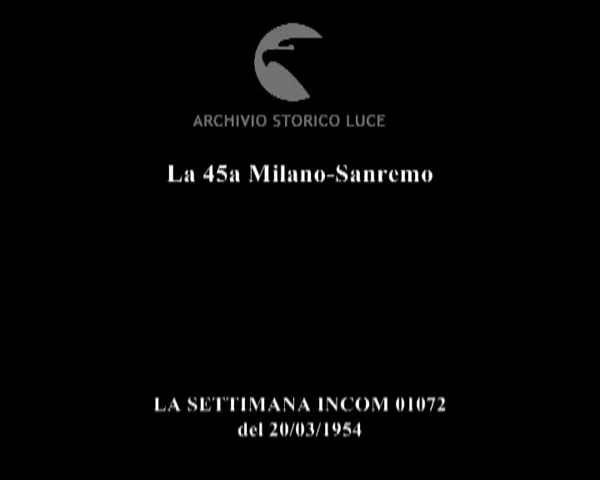 ARCHIVIO STORICO LUCE
La 45a Milano-Sanremo
LA SETTIMANA INCOM 01072
del 20/03/1954